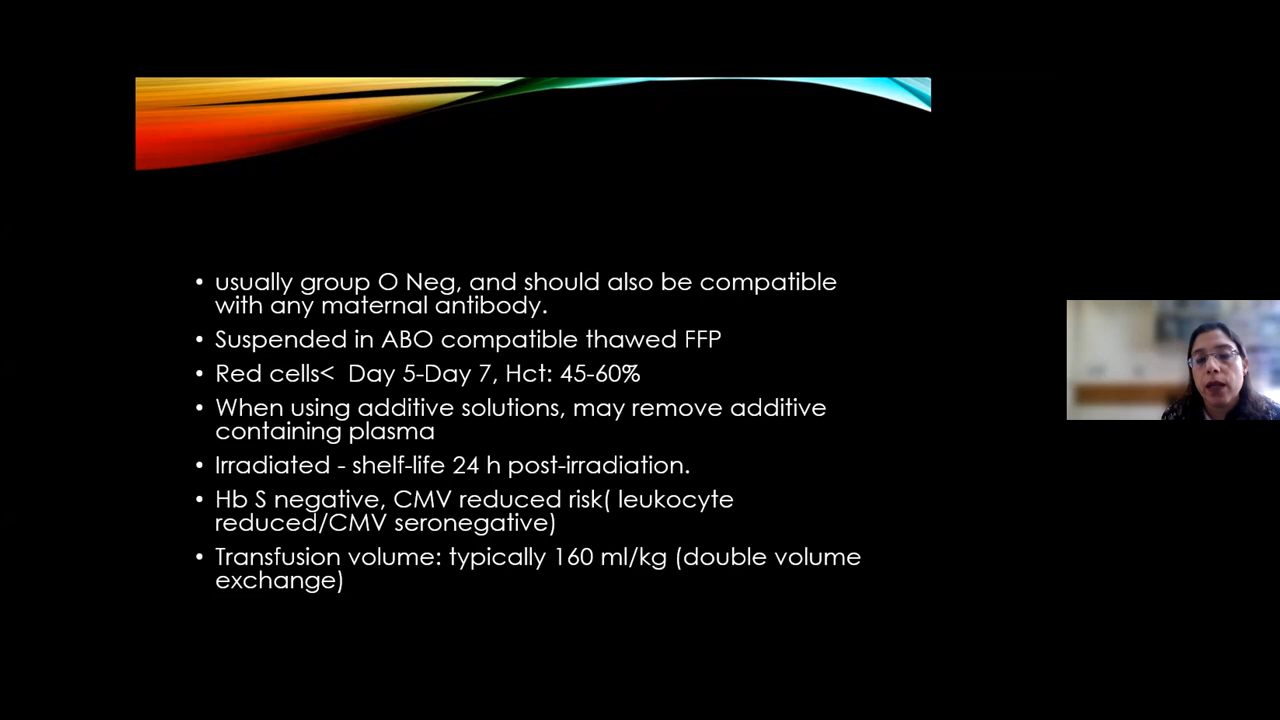 • usually group O Neg, and should also be compatible
with any maternal antibody.
• Suspended in ABO compatible thawed FFP
• Red cells< Day 5-Day 7, Hct: 45-60%
• When using additive solutions, may remove additive
containing plasma
• Irradiated - shelf-life 24 h post-irradiation.
• Hb S negative, CMV reduced risk( leukocyte
reduced/CMV seronegative)
• Transfusion volume: typically 160 ml/kg (double volume
exchange)